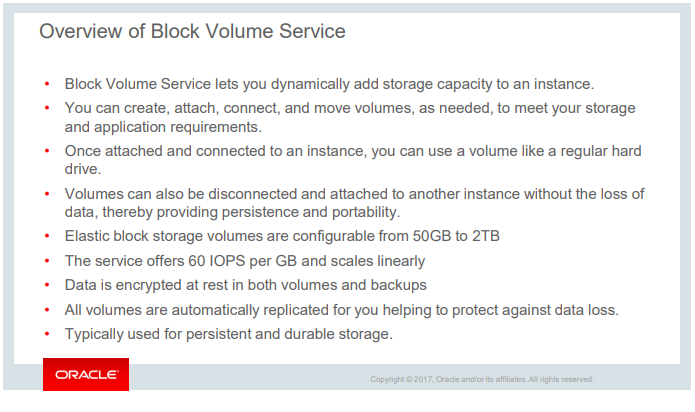 Overview of Block Volume Service
• Block Volume Service lets you dynamically add storage capacity to an instance.
• You can create, attach, connect, and move volumes, as needed, to meet your storage
and application requirements.
• Once attached and connected to an instance, you can use a volume like a regular hard
drive.
• Volumes can also be disconnected and attached to another instance without the loss of
data, thereby providing persistence and portability.
• Elastic block storage volumes are configurable from 50GB to 2TB
• The service offers 60 IOPS per GB and scales linearly
• Data is encrypted at rest in both volumes and backups
• All volumes are automatically replicated for you helping to protect against data loss.
• Typically used for persistent and durable storage.
ORACLE
Copyright © 2017, Oracle and/or its affiliates. All rights reserved.